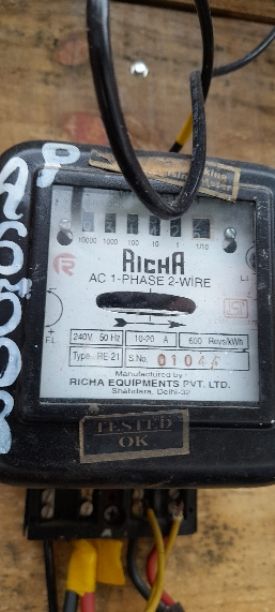 10000 1000 100 10 1 1/10
RICHA
AC 1-PHASE 2-WIRE
240V 50 Hz 10-20 A 600 Revs/kWh
Type RE 21 S.No.
Manufactured by
RICHA EQUIPMENTS PVT. LTD.
Shahdara, Delhi-32
TESTED
OK